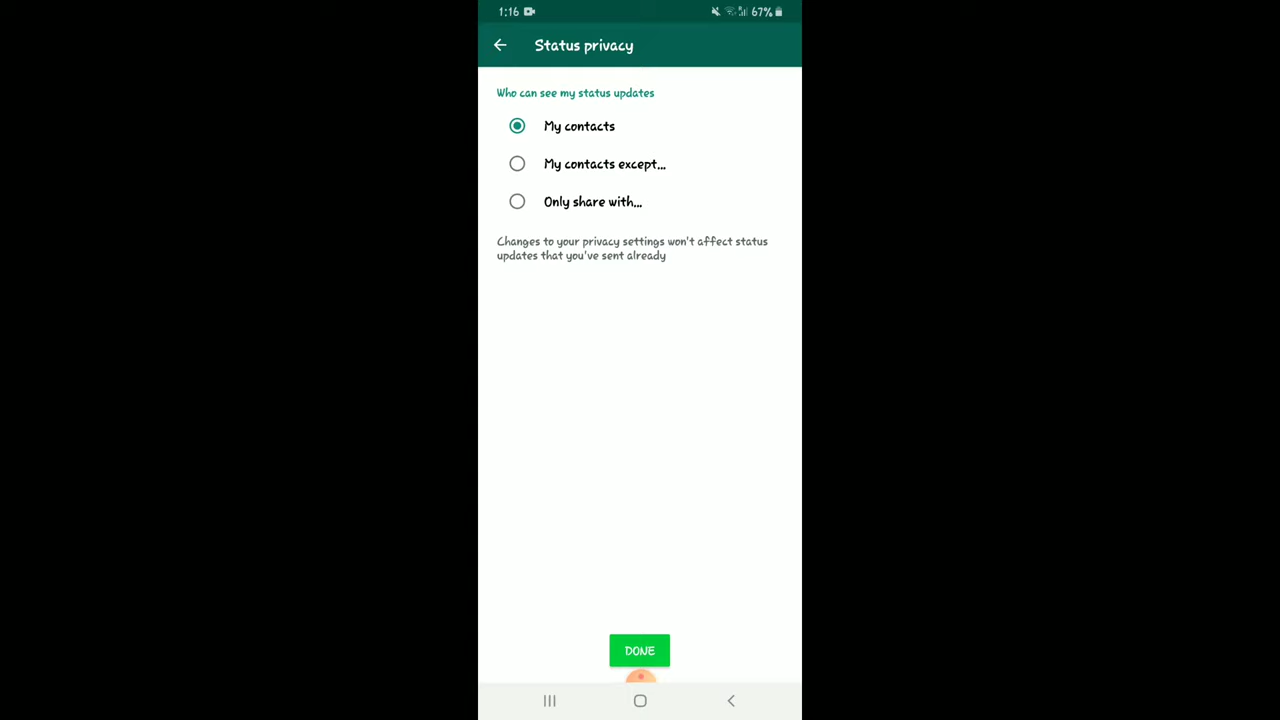 1:16 67%
Status privacy
Who can see my status updates
My contacts
My contacts except...
Only share with...
Changes to your privacy settings won't affect status
updates that you've sent already
DONE